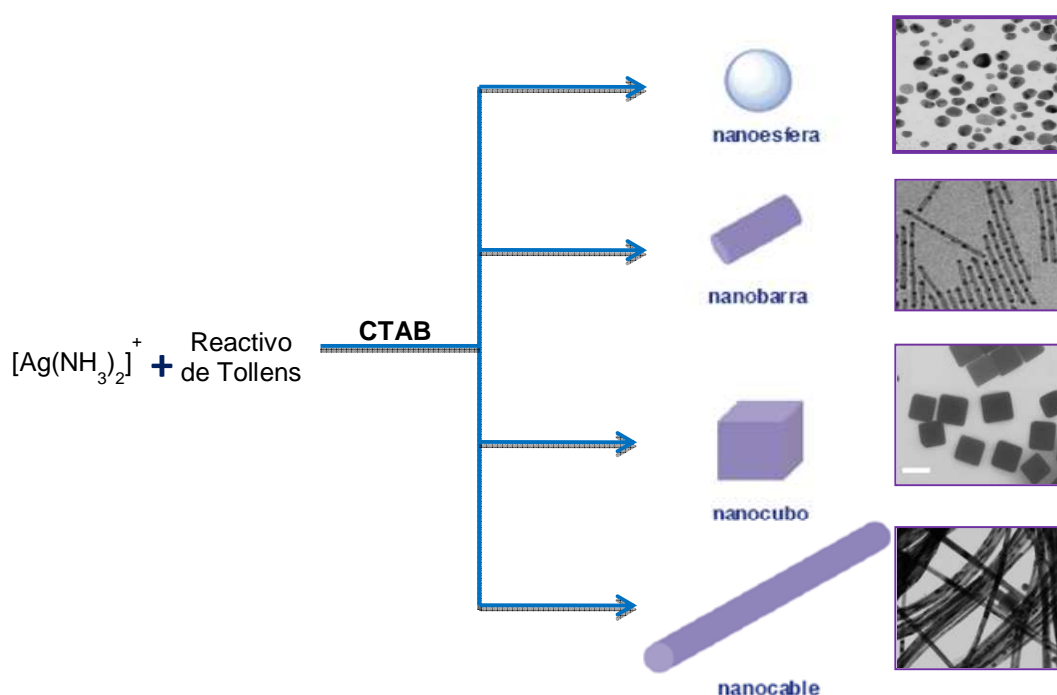 [Ag(NH3)2]+ + Reactivo
de Tollens
CTAB
nanoesfera
nanobarra
nanocubo
nanocable